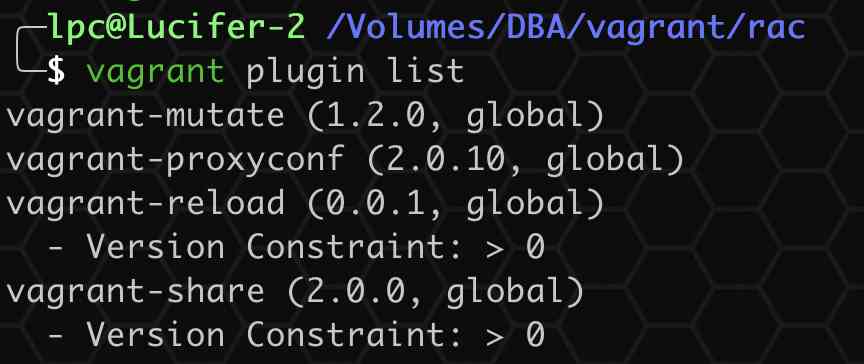 lpc@Lucifer-2 /Volumes/DBA/vagrant/rac
$ vagrant plugin list
vagrant-mutate (1.2.0, global)
vagrant-proxyconf (2.0.10, global)
vagrant-reload (0.0.1, global)
  - Version Constraint: > 0
vagrant-share (2.0.0, global)
  - Version Constraint: > 0